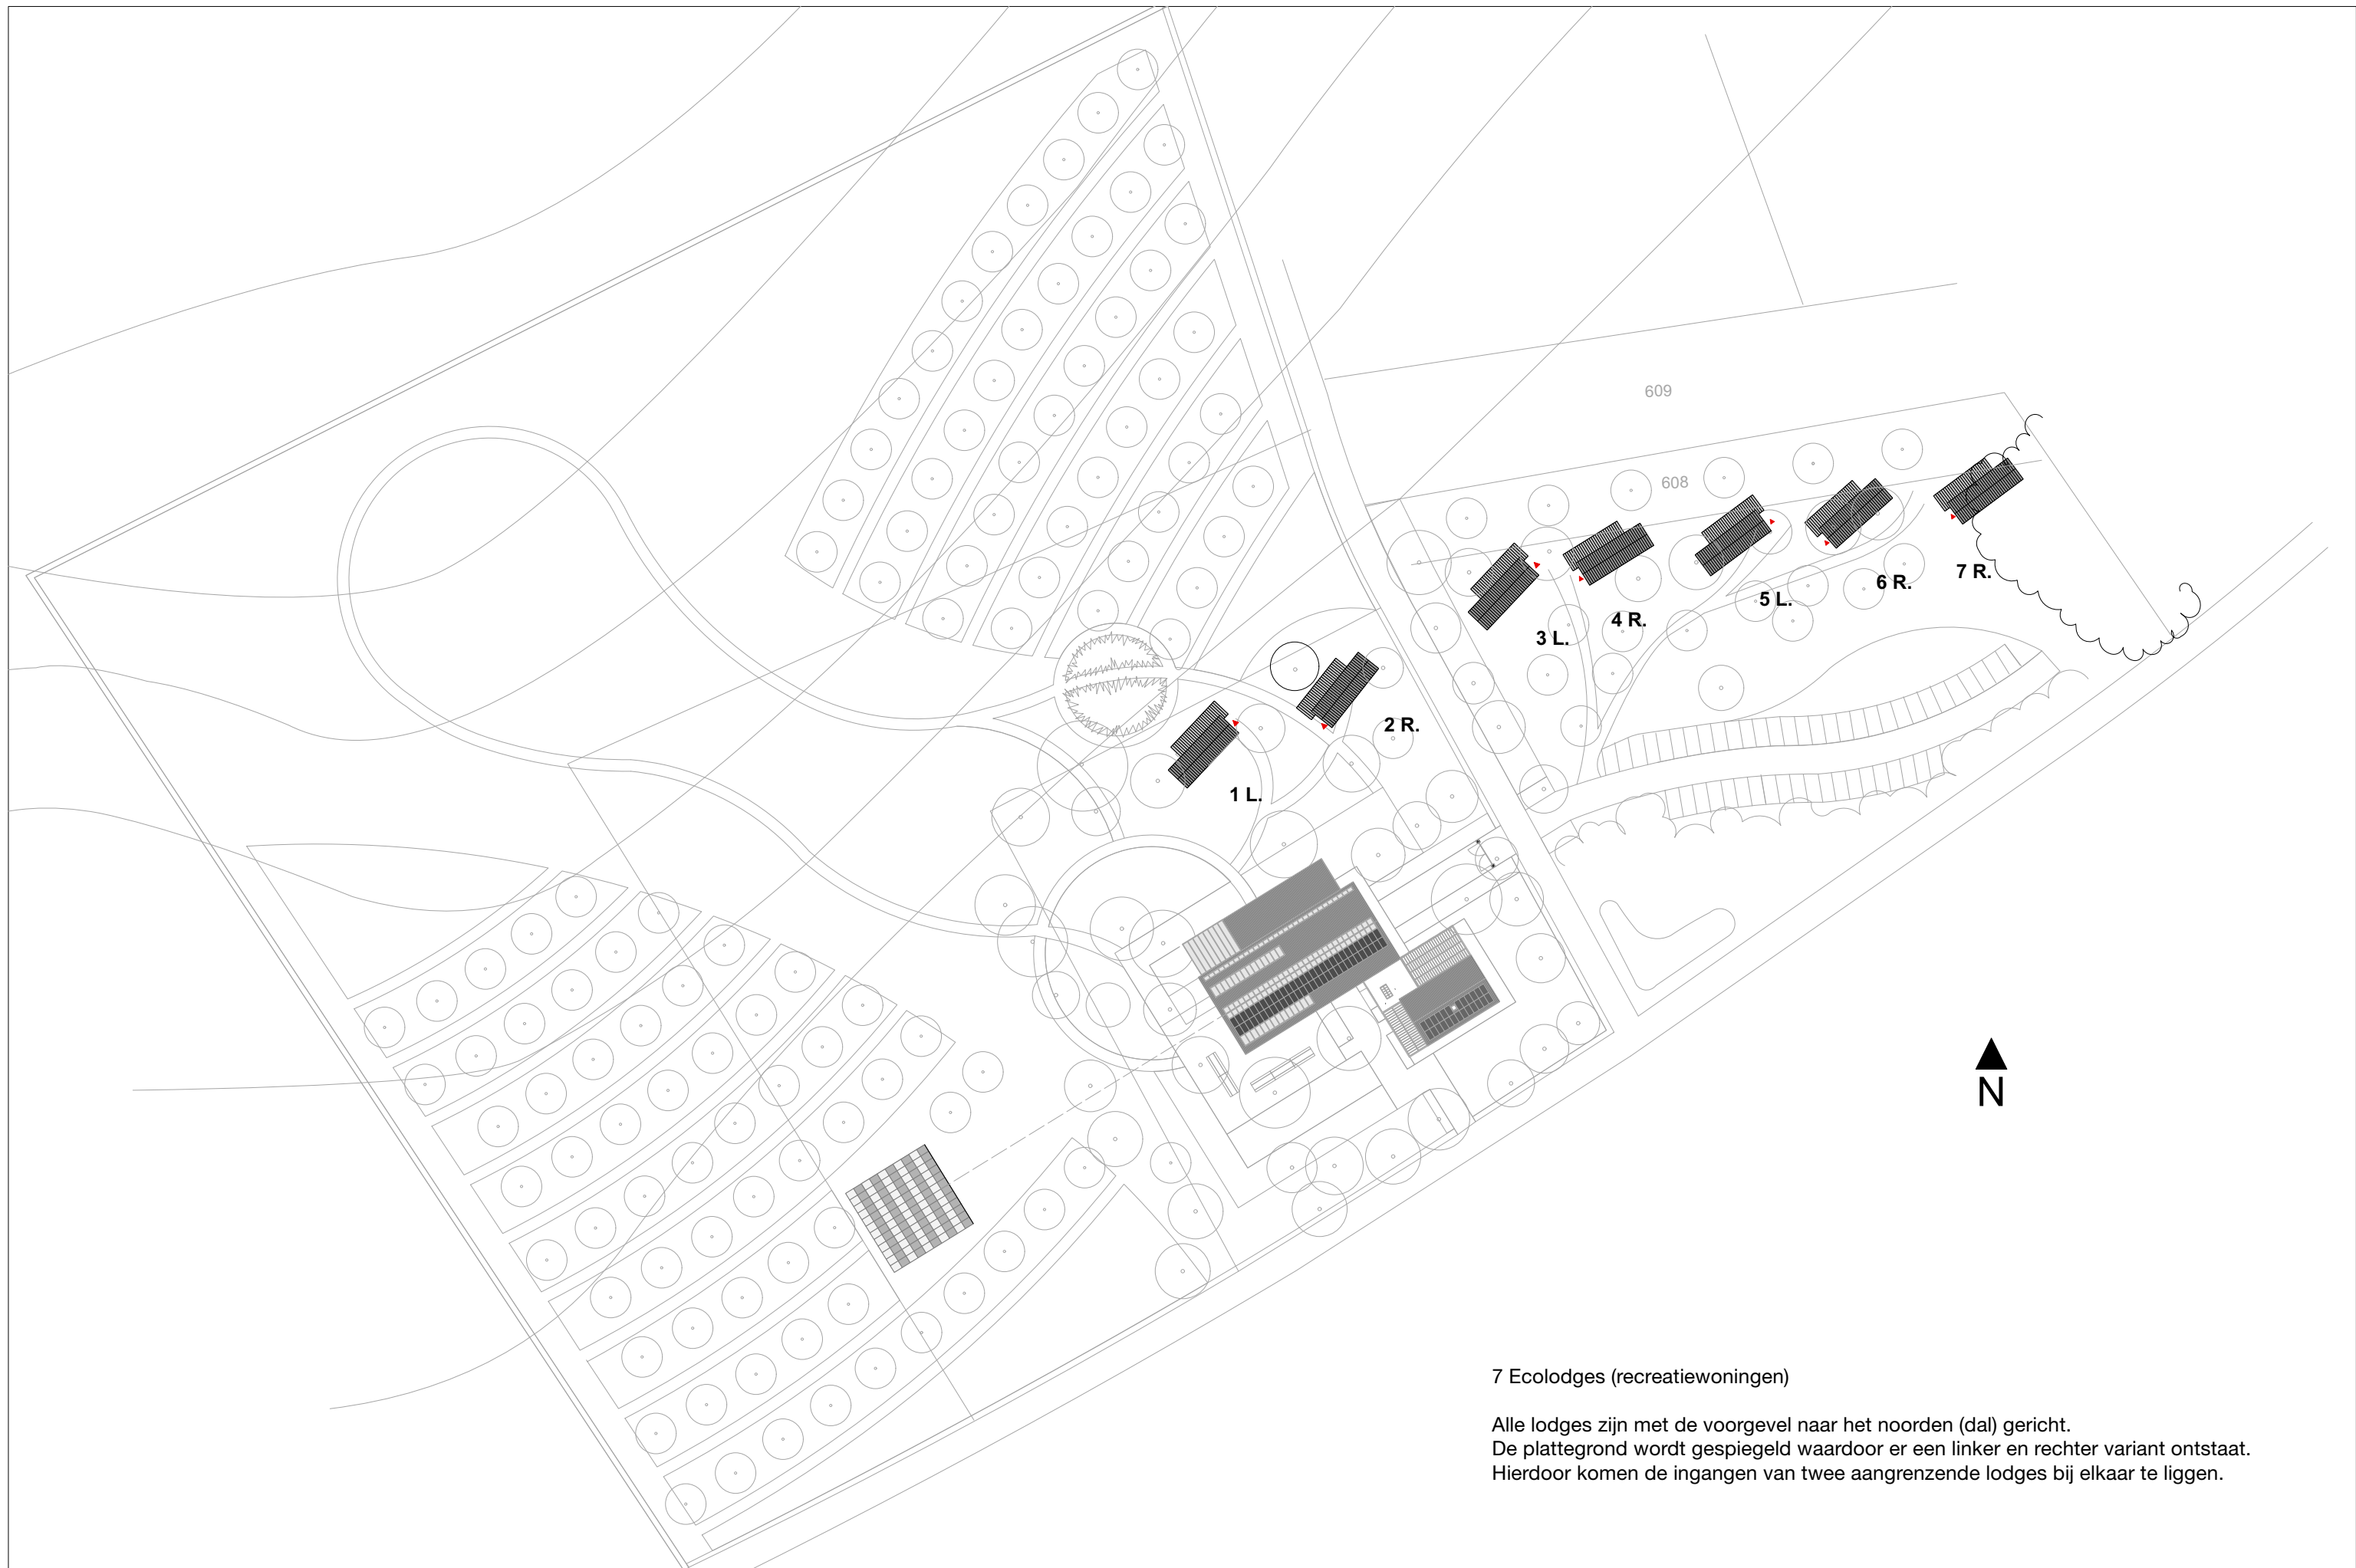 609
608
7 R.
6 R.
5 L.
4 R.
3 L.
2 R.
1 L.
N
7 Ecolodges (recreatiewoningen)
Alle lodges zijn met de voorgevel naar het noorden (dal) gericht.
De plattegrond wordt gespiegeld waardoor er een linker en rechter variant ontstaat.
Hierdoor komen de ingangen van twee aangrenzende lodges bij elkaar te liggen.